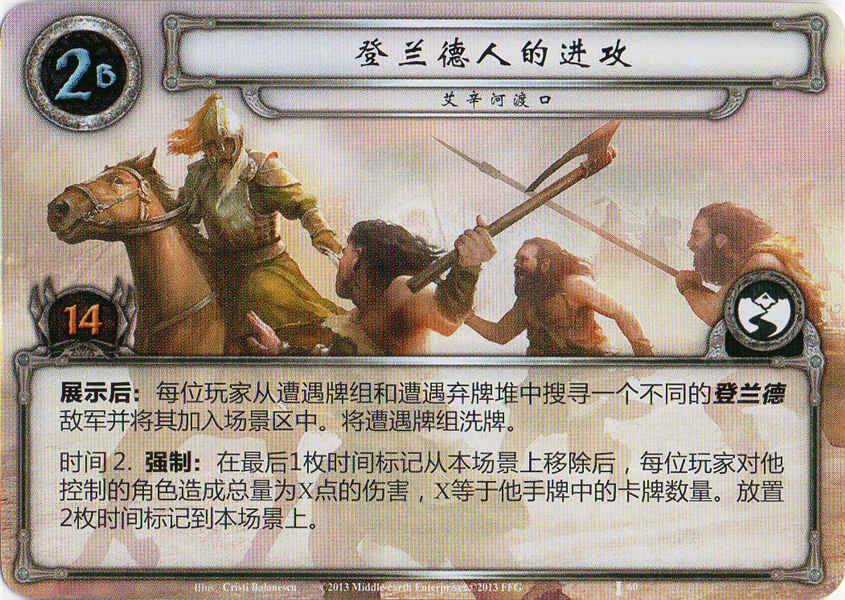 2B
登兰德人的进攻
艾辛河渡口
14
展示后：每位玩家从遭遇牌组和遭遇弃牌堆中搜寻一个不同的登兰德
敌军并将其加入场景区中。将遭遇牌组洗牌。
时间2. 强制：在最后1枚时间标记从本场景上移除后，每位玩家对他
控制的角色造成总量为X点的伤害，X等于他手牌中的卡牌数量。放置
2枚时间标记到本场景上。
Illus. Cristi Balanescu ©2013 Middle-earth Enterprises ©2013 FFG 60